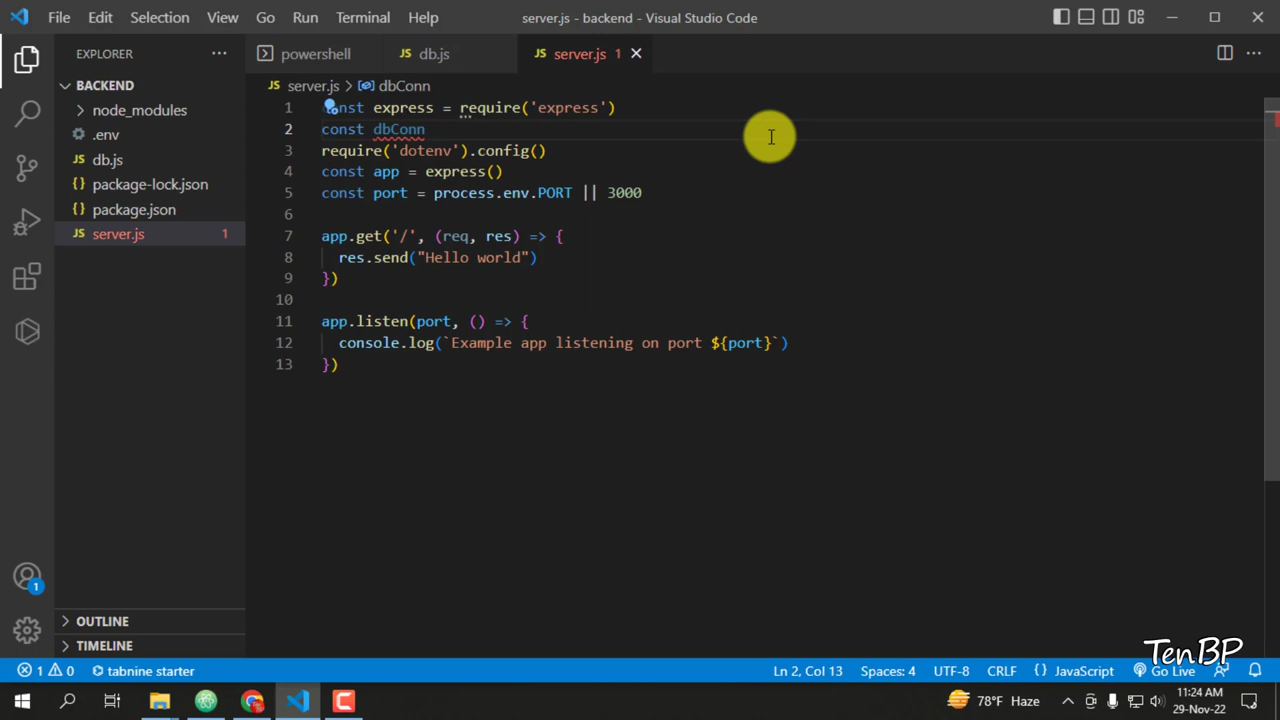 File Edit Selection View Go Run Terminal Help server.js - backend - Visual Studio Code
EXPLORER
powershell
JS db.js
JS server.js 1
JS server.js > dbConn
BACKEND
node_modules
.env
JS db.js
{} package-lock.json
{} package.json
JS server.js 1
1 const express = require('express')
2 const dbConn
3 require('dotenv').config()
4 const app = express()
5 const port = process.env.PORT || 3000
6
7 app.get('/', (req, res) => {
8 res.send("Hello world")
9 })
10
11 app.listen(port, () => {
12 console.log(`Example app listening on port ${port}`)
13 })
1
OUTLINE
TIMELINE
TenBP
1 0 tabnine starter Ln 2, Col 13 Spaces: 4 UTF-8 CRLF {} JavaScript Go Live
78°F Haze
11:24 AM
29-Nov-22